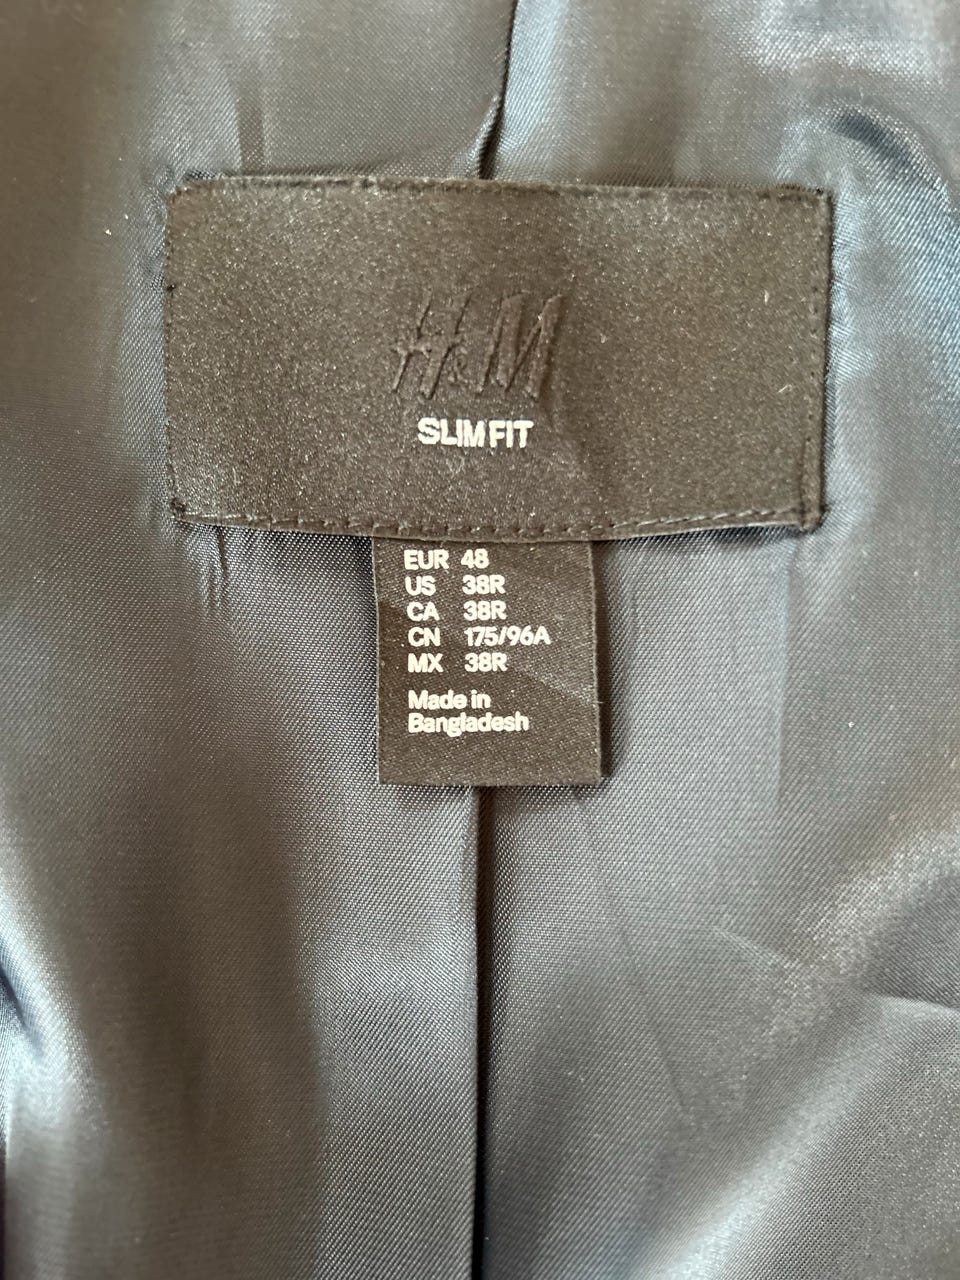 H&M
SLIM FIT
EUR 48
US 38R
CA 38R
CN 175/96A
MX 38R
Made in
Bangladesh